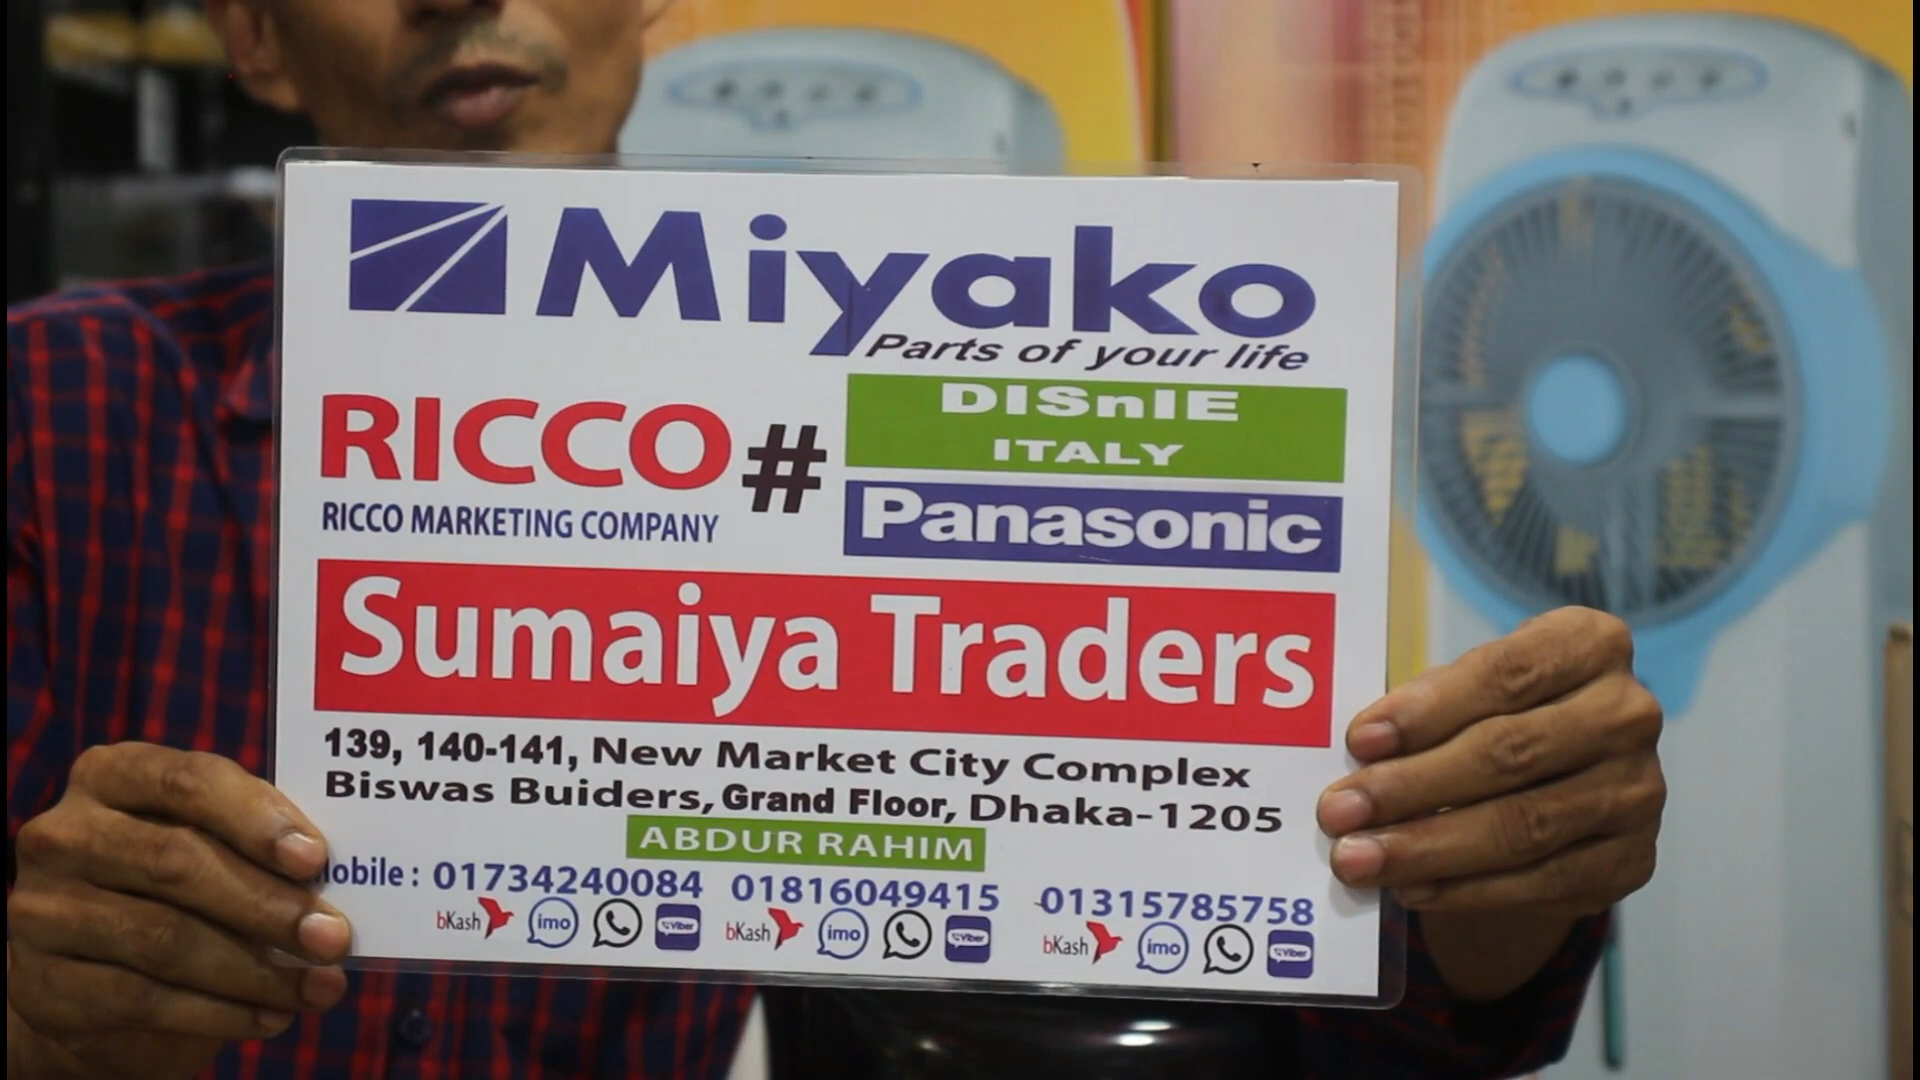 Miyako
Parts of your life
RICCO
RICCO MARKETING COMPANY
#
DISnIE
ITALY
Panasonic
Sumaiya Traders
139, 140-141, New Market City Complex
Biswas Buiders, Grand Floor, Dhaka-1205
ABDUR RAHIM
obile : 01734240084 01816049415 01315785758
bKash imo Viber bKash imo Viber bKash imo Viber